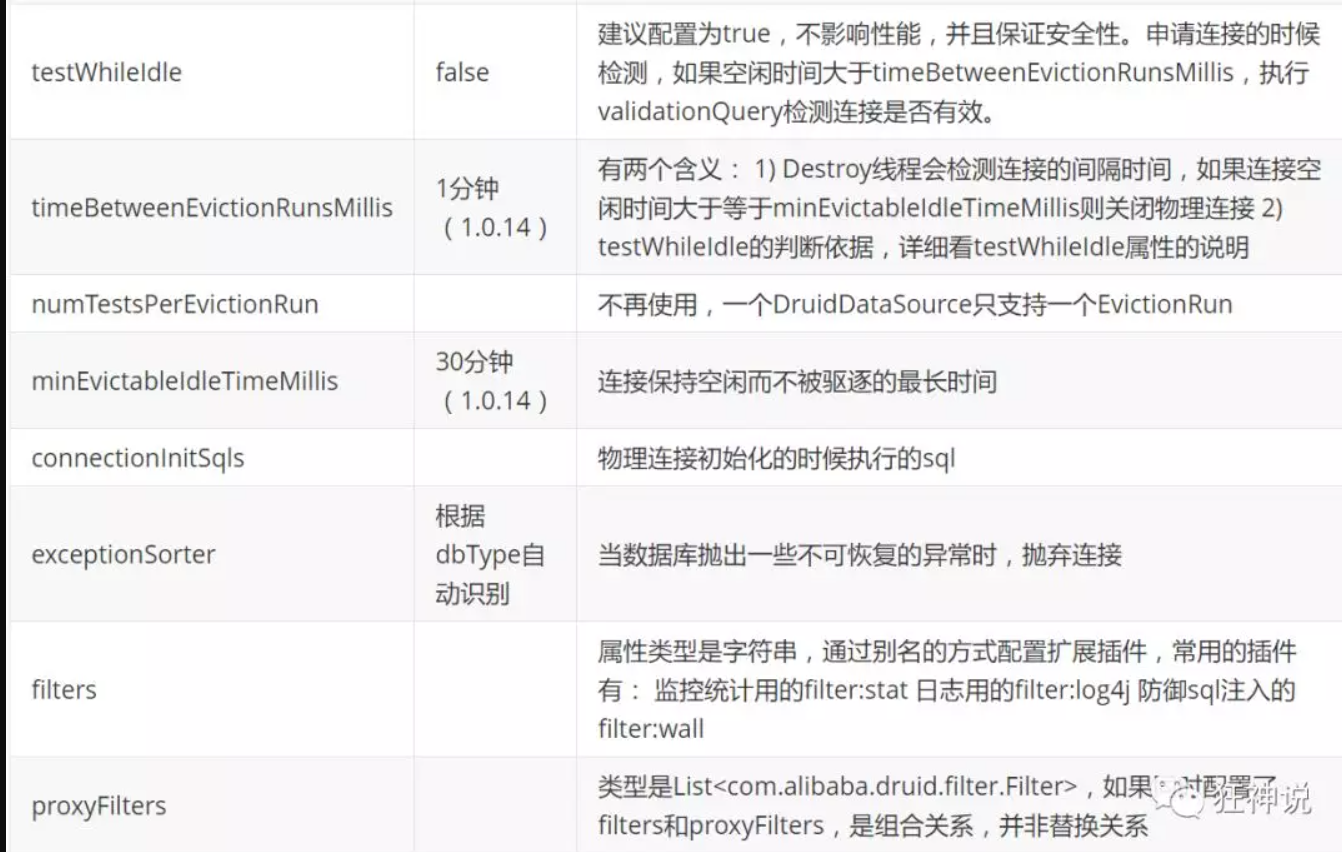 testWhileIdle
false
建议配置为true，不影响性能，并且保证安全性。申请连接的时候
检测，如果空闲时间大于timeBetweenEvictionRunsMillis，执行
validationQuery检测连接是否有效。
timeBetweenEvictionRunsMillis
1分钟
（1.0.14）
有两个含义： 1) Destroy线程会检测连接的间隔时间，如果连接空
闲时间大于等于minEvictableIdleTimeMillis则关闭物理连接 2)
testWhileIdle的判断依据，详细看testWhileIdle属性的说明
numTestsPerEvictionRun
不再使用，一个DruidDataSource只支持一个EvictionRun
minEvictableIdleTimeMillis
30分钟
（1.0.14）
连接保持空闲而不被驱逐的最长时间
connectionInitSqls
物理连接初始化的时候执行的sql
exceptionSorter
根据
dbType自
动识别
当数据库抛出一些不可恢复的异常时，抛弃连接
filters
属性类型是字符串，通过别名的方式配置扩展插件，常用的插件
有： 监控统计用的filter:stat 日志用的filter:log4j 防御sql注入的
filter:wall
proxyFilters
类型是List<com.alibaba.druid.filter.Filter>，如果时配置了
filters和proxyFilters，是组合关系，并非替换关系
狂神说